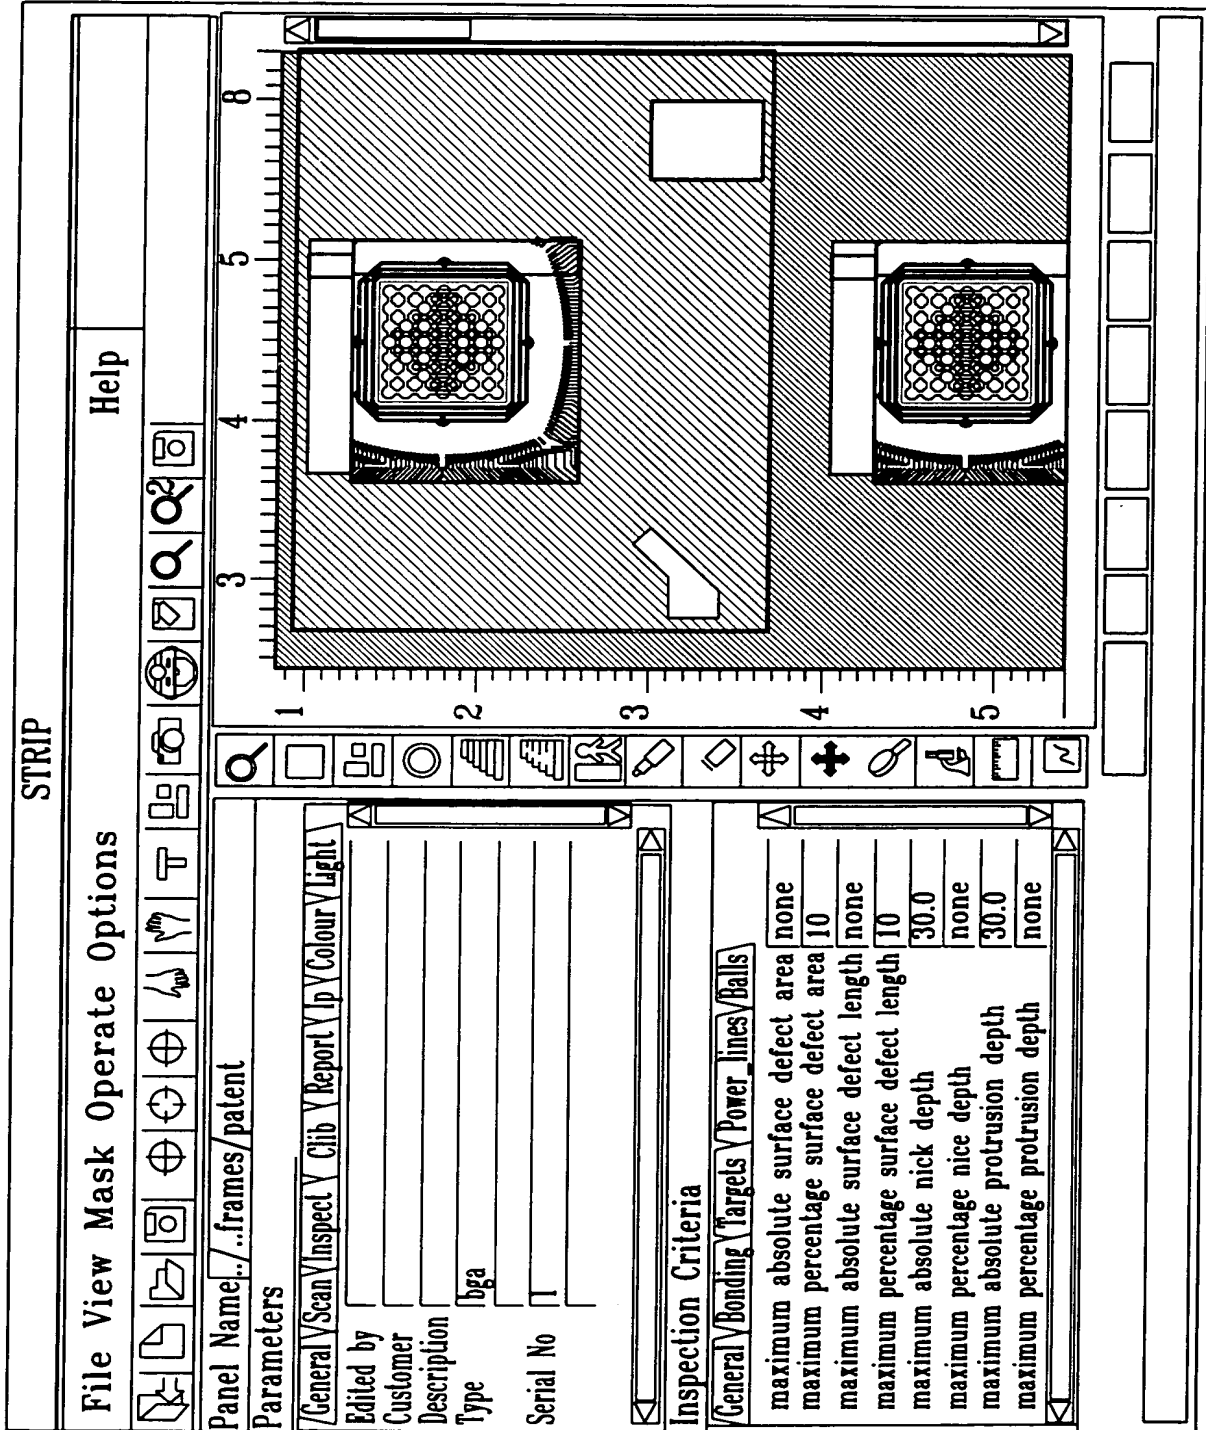 STRIP
File View Mask Operate Options Help
2
Panel Name ../..frames/patent
Parameters
General Scan Inspect Clib Report Ip Colour Light
Edited by
Customer
Description
Type bga
Serial No 1
Inspection Criteria
General Bonding Targets Power_lines Balls
maximum absolute surface defect area none
maximum percentage surface defect area 10
maximum absolute surface defect length none
maximum percentage surface defect length 10
maximum absolute nick depth 30.0
maximum percentage nice depth none
maximum absolute protrusion depth 30.0
maximum percentage protrusion depth none
3 4 5 8
1
2
3
4
5